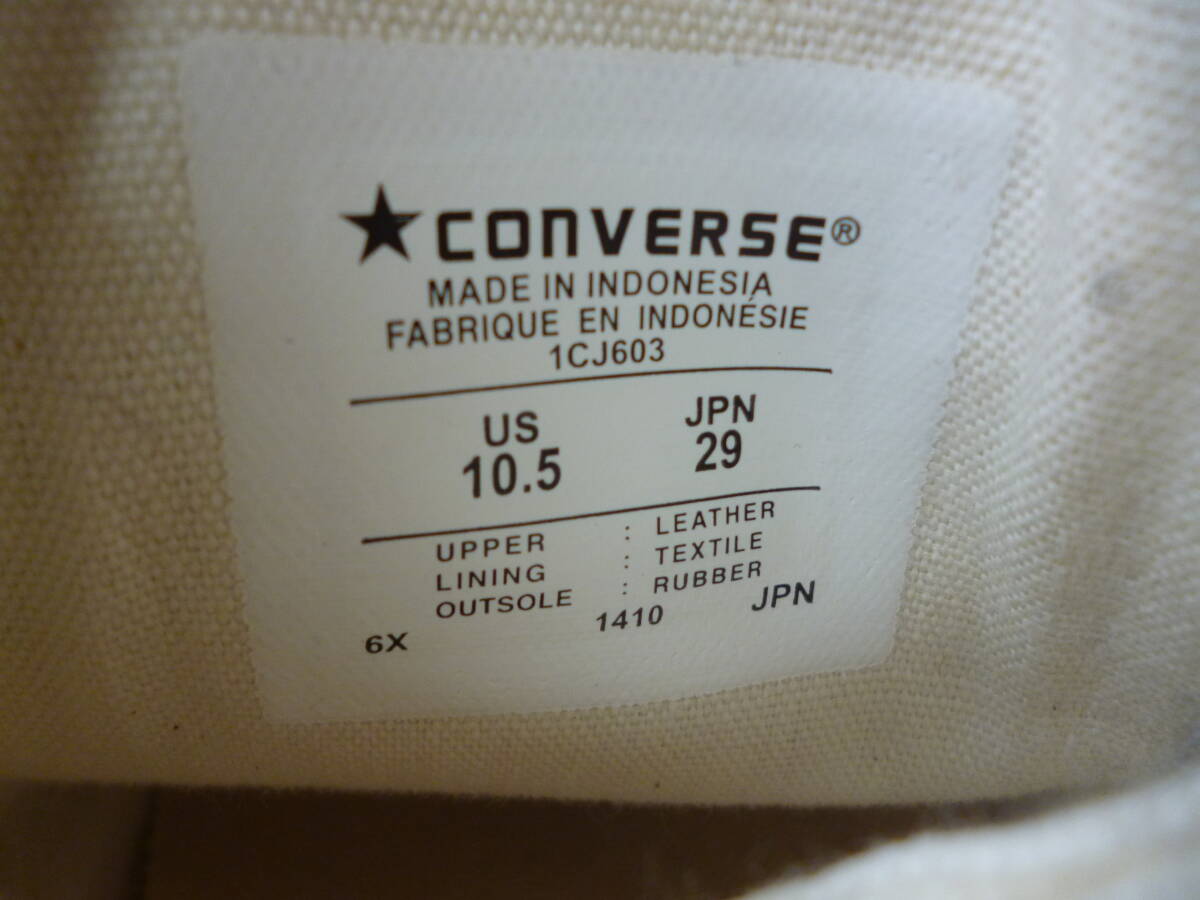 ★CONVERSE®
MADE IN INDONESIA
FABRIQUE EN INDONÉSIE
1CJ603
US JPN
10.5 29
UPPER : LEATHER
LINING : TEXTILE
OUTSOLE : RUBBER
6X 1410 JPN